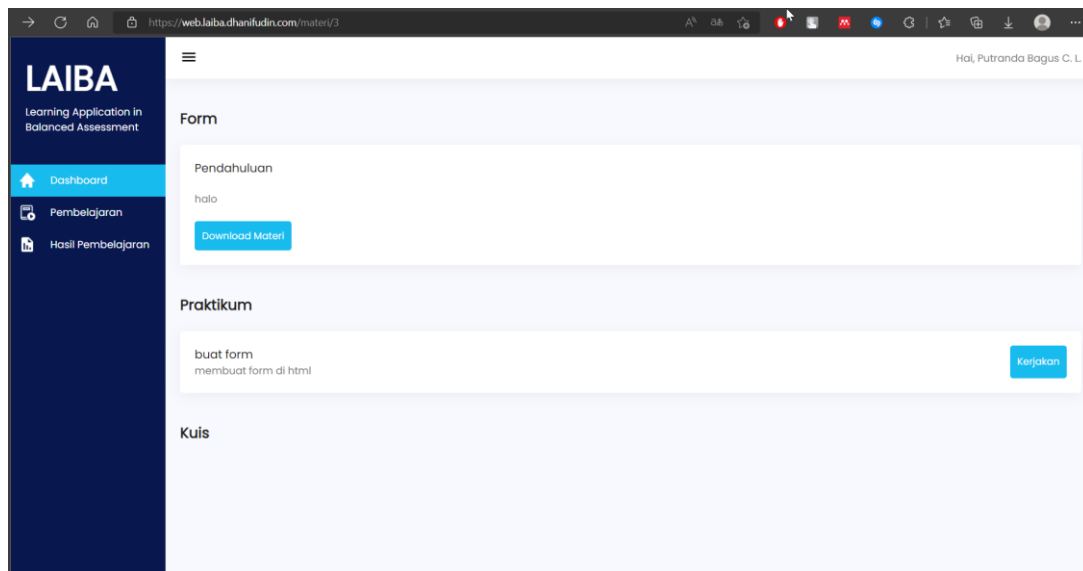 https://web.laiba.dhanifudin.com/materi/3
Hai, Putranda Bagus C. L.
LAIBA
Learning Application in
Balanced Assessment
Dashboard
Pembelajaran
Hasil Pembelajaran
Form
Pendahuluan
halo
Download Materi
Praktikum
buat form
membuat form di html
Kerjakan
Kuis